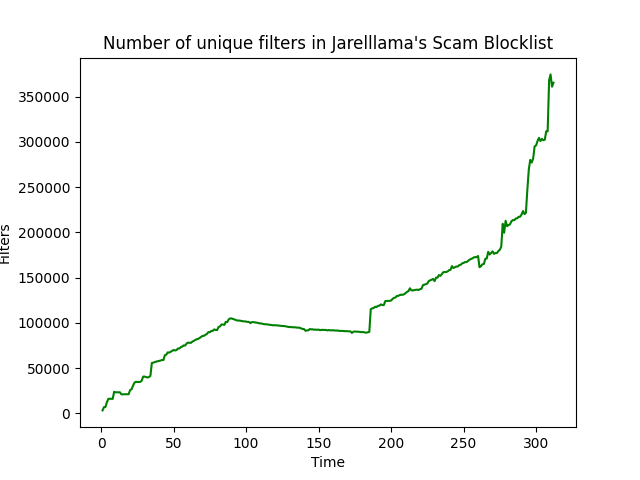 Number of unique filters in Jarelllama's Scam Blocklist
350000
300000
250000
200000
150000
100000
50000
0
Filters
0 50 100 150 200 250 300
Time